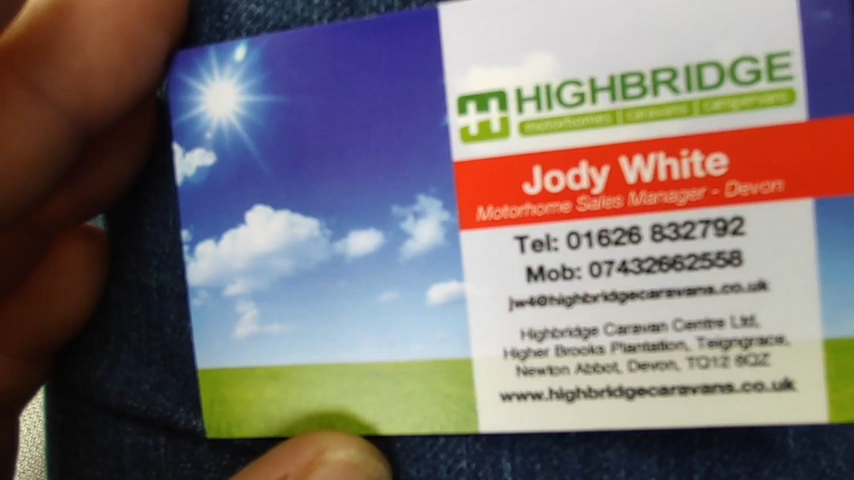 HIGHBRIDGE
motorhomes | caravans | campervans
Jody White
Motorhome Sales Manager - Devon
Tel: 01626 832792
Mob: 07432662558
jw4@highbridgecaravans.co.uk
Highbridge Caravan Centre Ltd,
Higher Brooks Plantation, Teigngrace,
Newton Abbot, Devon, TQ12 6QZ
www.highbridgecaravans.co.uk